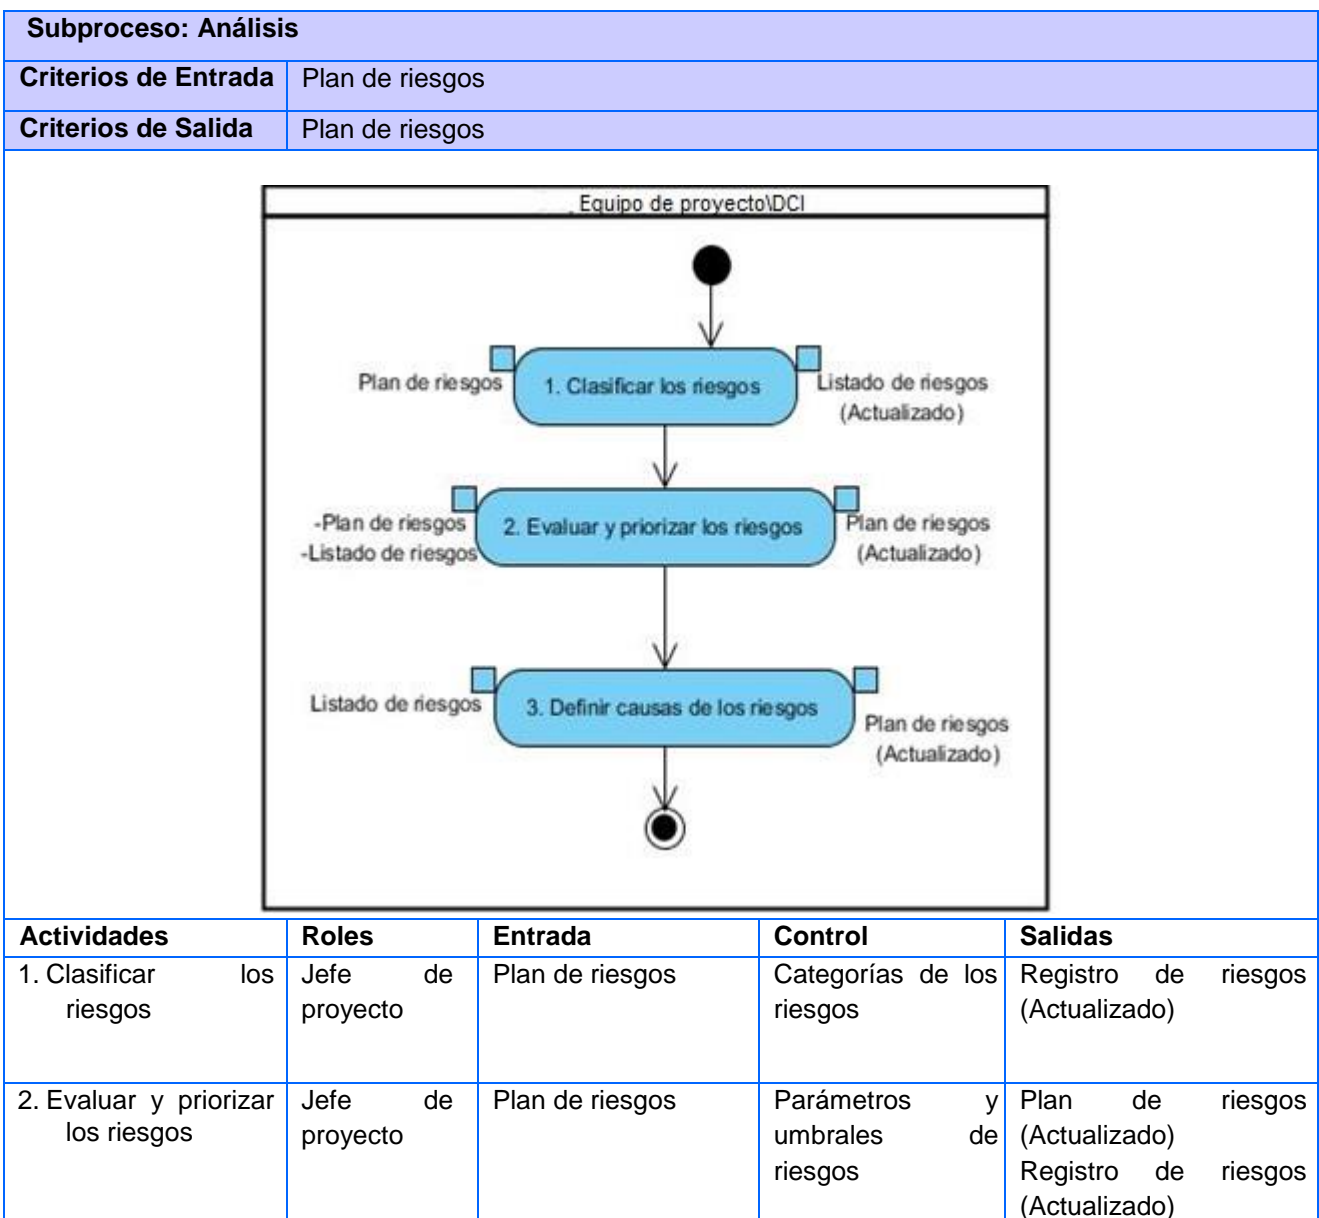 Subproceso: Análisis
Criterios de Entrada
Plan de riesgos
Criterios de Salida
Plan de riesgos
Equipo de proyecto\DCI
Plan de riesgos
1. Clasificar los riesgos
Listado de riesgos
(Actualizado)
-Plan de riesgos
-Listado de riesgos
2. Evaluar y priorizar los riesgos
Plan de riesgos
(Actualizado)
Listado de riesgos
3. Definir causas de los riesgos
Plan de riesgos
(Actualizado)
Actividades
Roles
Entrada
Control
Salidas
1. Clasificar los
riesgos
Jefe de
proyecto
Plan de riesgos
Categorías de los
riesgos
Registro de riesgos
(Actualizado)
2. Evaluar y priorizar
los riesgos
Jefe de
proyecto
Plan de riesgos
Parámetros y
umbrales de
riesgos
Plan de riesgos
(Actualizado)
Registro de riesgos
(Actualizado)